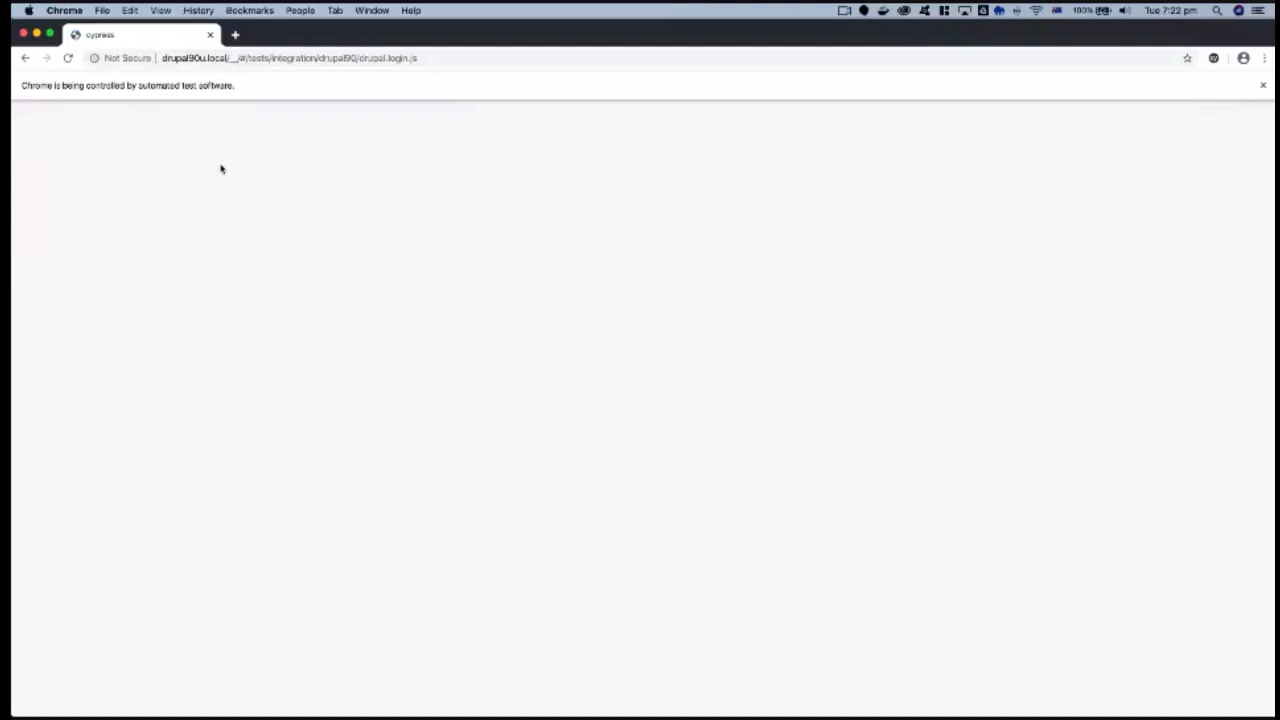 Chrome File Edit View History Bookmarks People Tab Window Help 100% Tue 7:22 pm
cypress
Not Secure drupal90u.local/__/#/tests/integration/drupal90/drupal.login.js
Chrome is being controlled by automated test software.